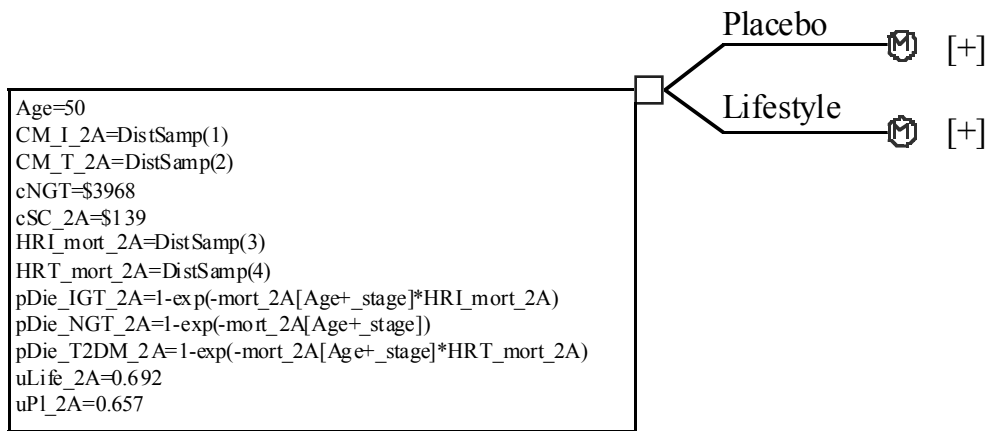 Placebo
[+]
Lifestyle
[+]
Age=50
CM_I_2A=DistSamp(1)
CM_T_2A=DistSamp(2)
cNGT=$3968
cSC_2A=$139
HRI_mort_2A=DistSamp(3)
HRT_mort_2A=DistSamp(4)
pDie_IGT_2A=1-exp(-mort_2A[Age+_stage]*HRI_mort_2A)
pDie_NGT_2A=1-exp(-mort_2A[Age+_stage])
pDie_T2DM_2A=1-exp(-mort_2A[Age+_stage]*HRT_mort_2A)
uLife_2A=0.692
uPl_2A=0.657
M
M